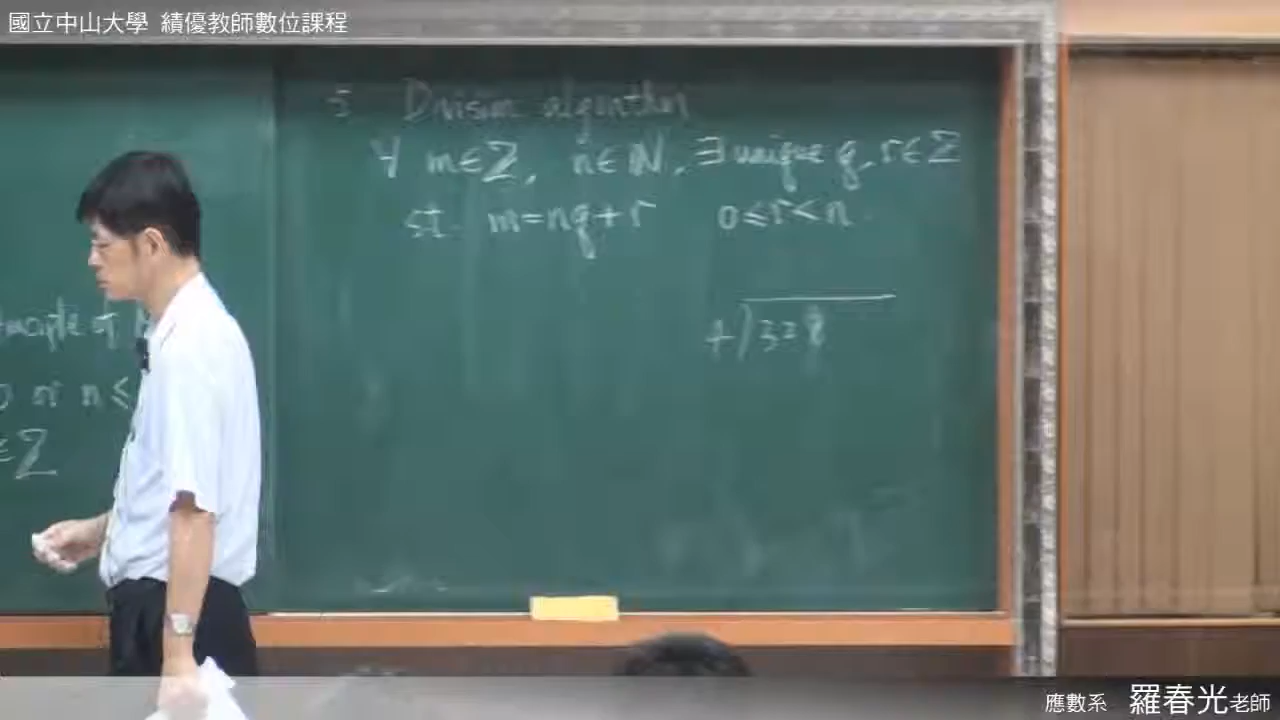 國立中山大學 績優教師數位課程
5 Division algorithm
∀ m∈ℤ, n∈ℕ, ∃ unique q, r∈ℤ
st. m=nq+r 0≤r<n.
4)328
of
n≤
∈ℤ
應數系 羅春光老師